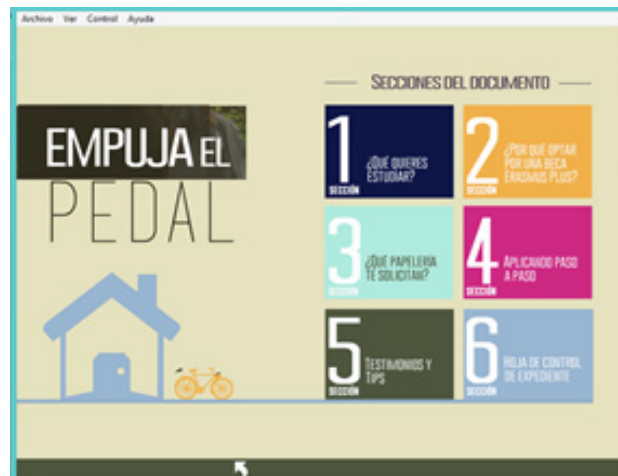 Archivo Ver Control Ayuda
SECCIONES DEL DOCUMENTO
EMPUJA EL
PEDAL
1
SECCIÓN
¿QUÉ QUIERES
ESTUDIAR?
2
SECCIÓN
¿POR QUÉ OPTAR
POR UNA BECA
ERASMUS PLUS?
3
SECCIÓN
¿QUÉ PAPELERÍA
TE SOLICITAN?
4
SECCIÓN
APLICANDO PASO
A PASO
5
SECCIÓN
TESTIMONIOS Y
TIPS
6
SECCIÓN
HOJA DE CONTROL
DE EXPEDIENTE